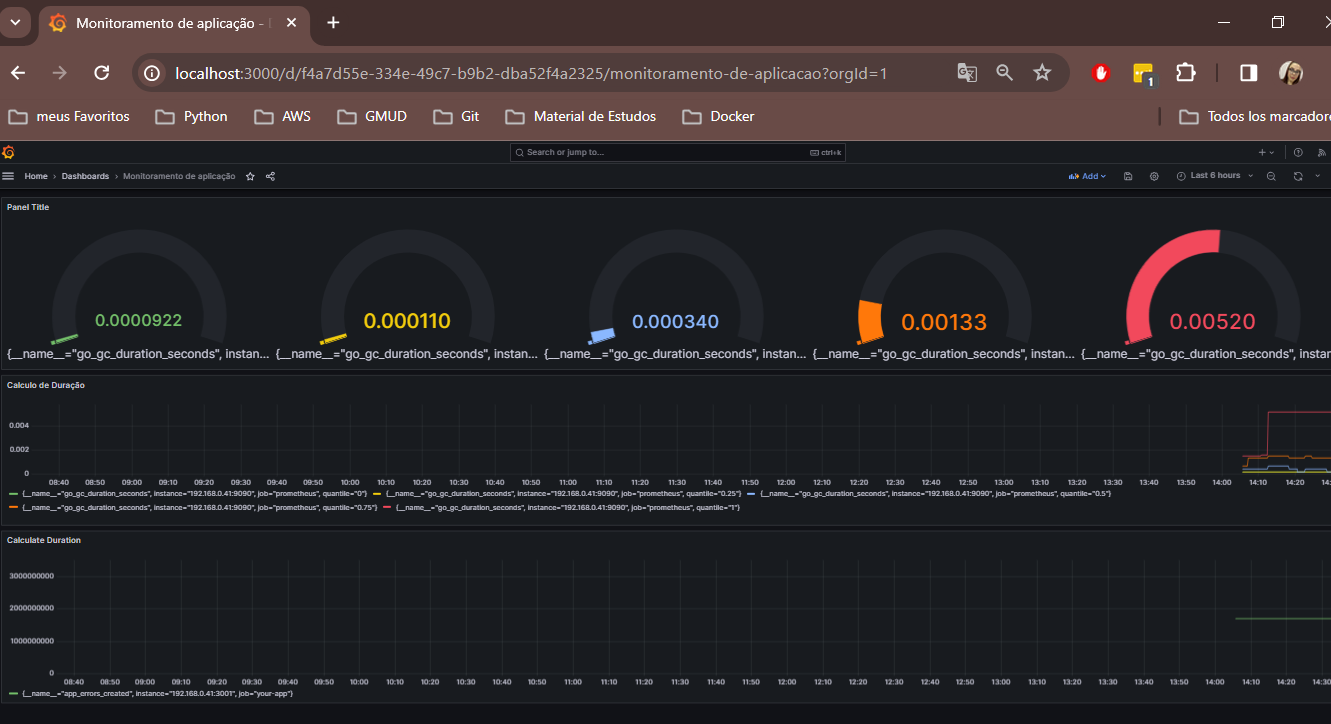 Monitoramento de aplicação -
localhost:3000/d/f4a7d55e-334e-49c7-b9b2-dba52f4a2325/monitoramento-de-aplicacao?orgId=1
1
meus Favoritos Python AWS GMUD Git Material de Estudos Docker Todos los marcadore
Search or jump to... ctrl+k
Home > Dashboards > Monitoramento de aplicação Add Last 6 hours
Panel Title
0.0000922 0.000110 0.000340 0.00133 0.00520
{__name__="go_gc_duration_seconds", instan... {__name__="go_gc_duration_seconds", instan... {__name__="go_gc_duration_seconds", instan... {__name__="go_gc_duration_seconds", instan... {__name__="go_gc_duration_seconds", instan
Calculo de Duração
0.004
0.002
0
08:40 08:50 09:00 09:10 09:20 09:30 09:40 09:50 10:00 10:10 10:20 10:30 10:40 10:50 11:00 11:10 11:20 11:30 11:40 11:50 12:00 12:10 12:20 12:30 12:40 12:50 13:00 13:10 13:20 13:30 13:40 13:50 14:00 14:10 14:20 14:
{__name__="go_gc_duration_seconds", instance="192.168.0.41:9090", job="prometheus", quantile="0"} {__name__="go_gc_duration_seconds", instance="192.168.0.41:9090", job="prometheus", quantile="0.25"} {__name__="go_gc_duration_seconds", instance="192.168.0.41:9090", job="prometheus", quantile="0.5"}
{__name__="go_gc_duration_seconds", instance="192.168.0.41:9090", job="prometheus", quantile="0.75"} {__name__="go_gc_duration_seconds", instance="192.168.0.41:9090", job="prometheus", quantile="1"}
Calculate Duration
3000000000
2000000000
1000000000
0
08:40 08:50 09:00 09:10 09:20 09:30 09:40 09:50 10:00 10:10 10:20 10:30 10:40 10:50 11:00 11:10 11:20 11:30 11:40 11:50 12:00 12:10 12:20 12:30 12:40 12:50 13:00 13:10 13:20 13:30 13:40 13:50 14:00 14:10 14:20 14:30
{__name__="app_errors_created", instance="192.168.0.41:3001", job="your-app"}